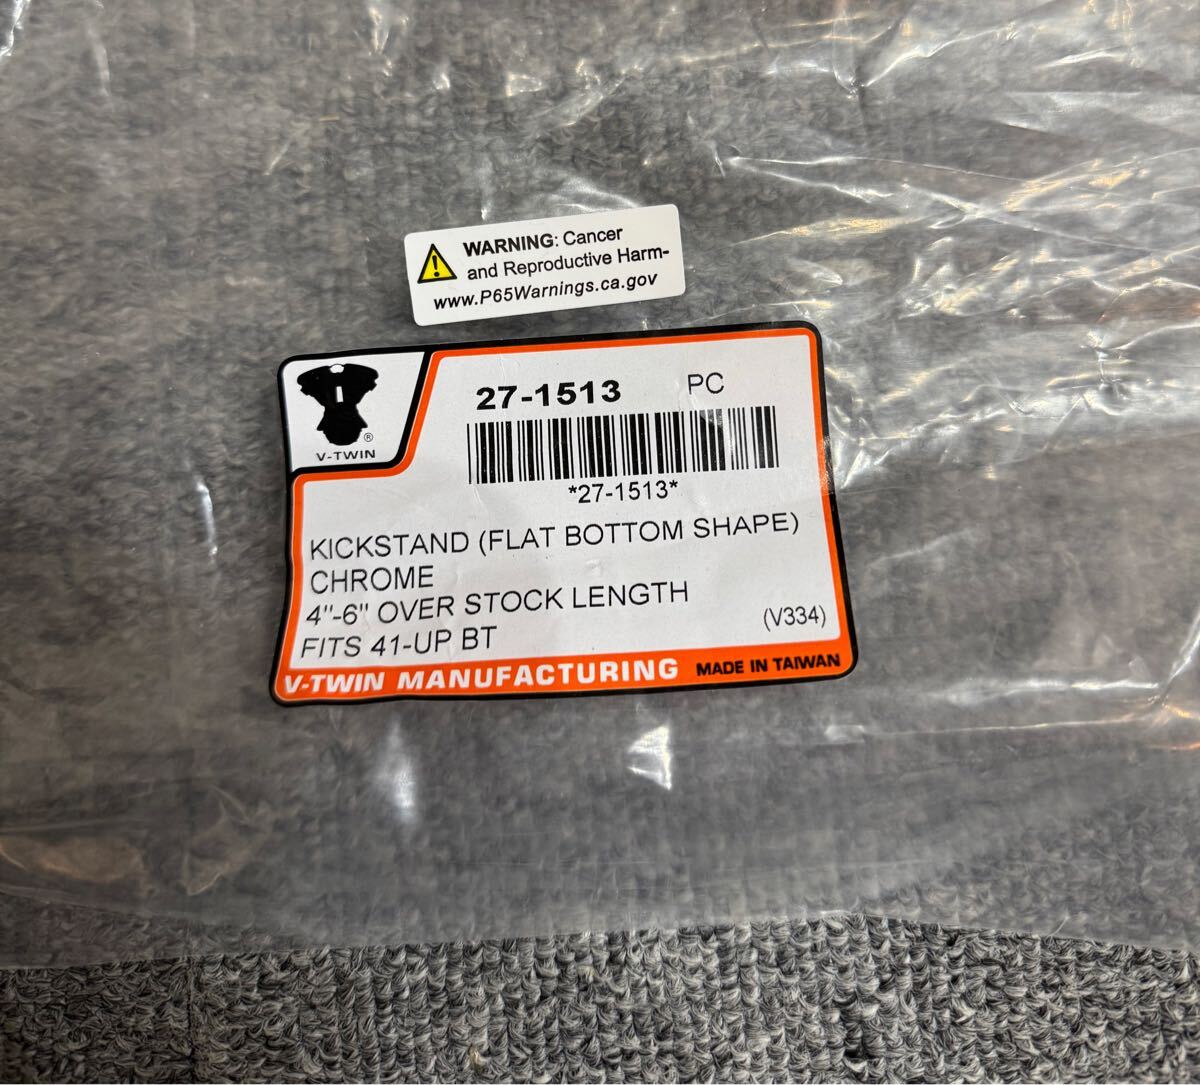 WARNING: Cancer
and Reproductive Harm-
www.P65Warnings.ca.gov
27-1513 PC
®
V-TWIN
*27-1513*
KICKSTAND (FLAT BOTTOM SHAPE)
CHROME
4"-6" OVER STOCK LENGTH
FITS 41-UP BT (V334)
V-TWIN MANUFACTURING MADE IN TAIWAN